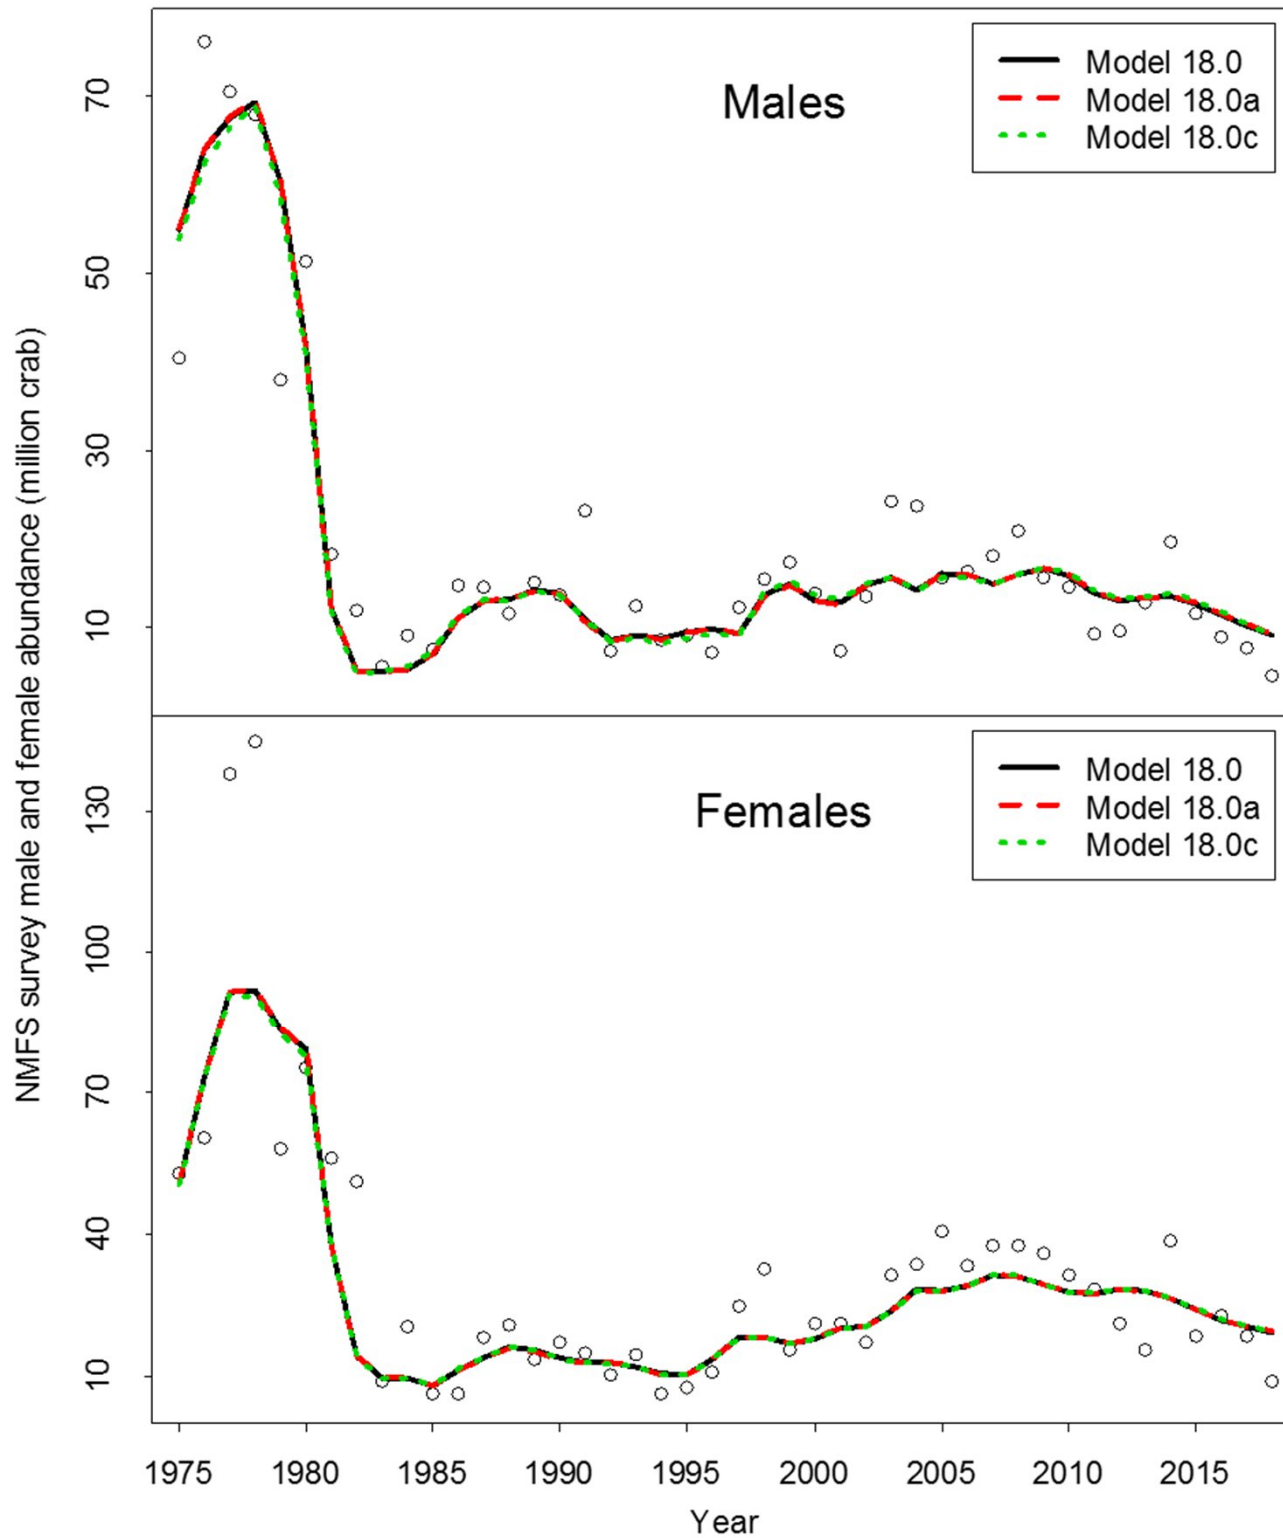 NMFS survey male and female abundance (million crab)
Males
Model 18.0
Model 18.0a
Model 18.0c
70
50
30
10
Females
Model 18.0
Model 18.0a
Model 18.0c
130
100
70
40
10
1975 1980 1985 1990 1995 2000 2005 2010 2015
Year